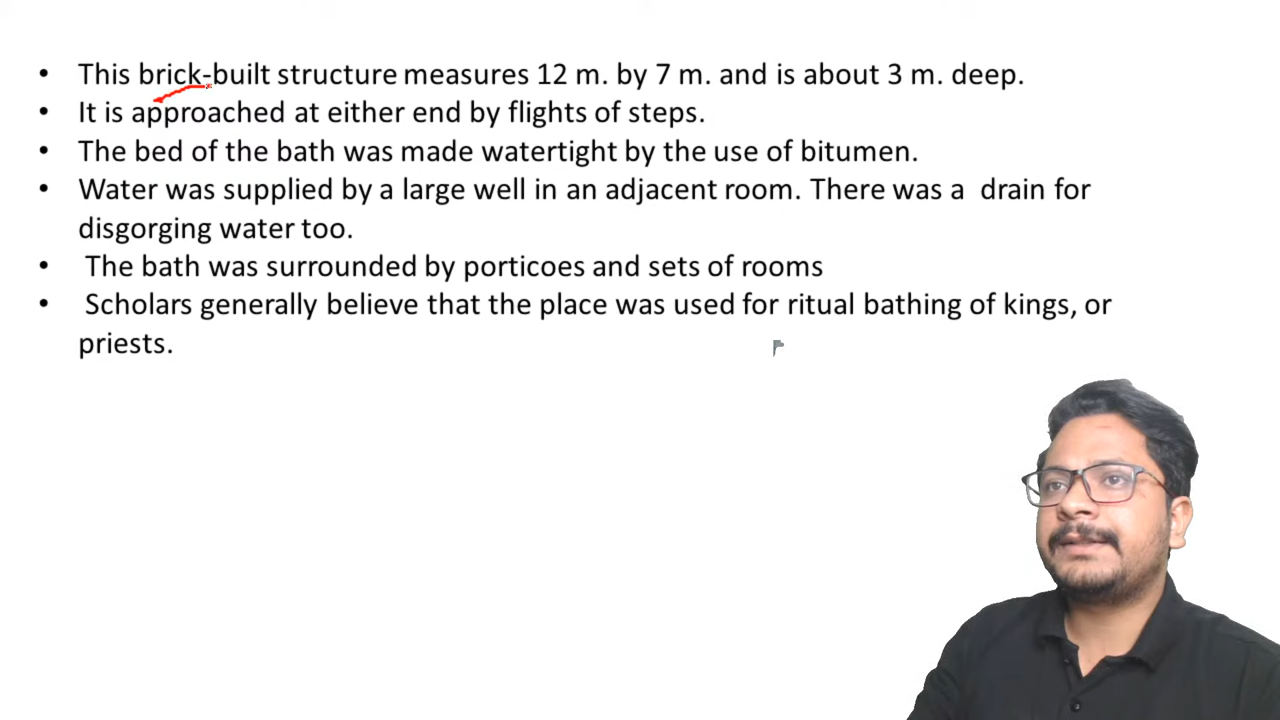 • This brick-built structure measures 12 m. by 7 m. and is about 3 m. deep.
• It is approached at either end by flights of steps.
• The bed of the bath was made watertight by the use of bitumen.
• Water was supplied by a large well in an adjacent room. There was a  drain for
disgorging water too.
•  The bath was surrounded by porticoes and sets of rooms
•  Scholars generally believe that the place was used for ritual bathing of kings, or
priests.